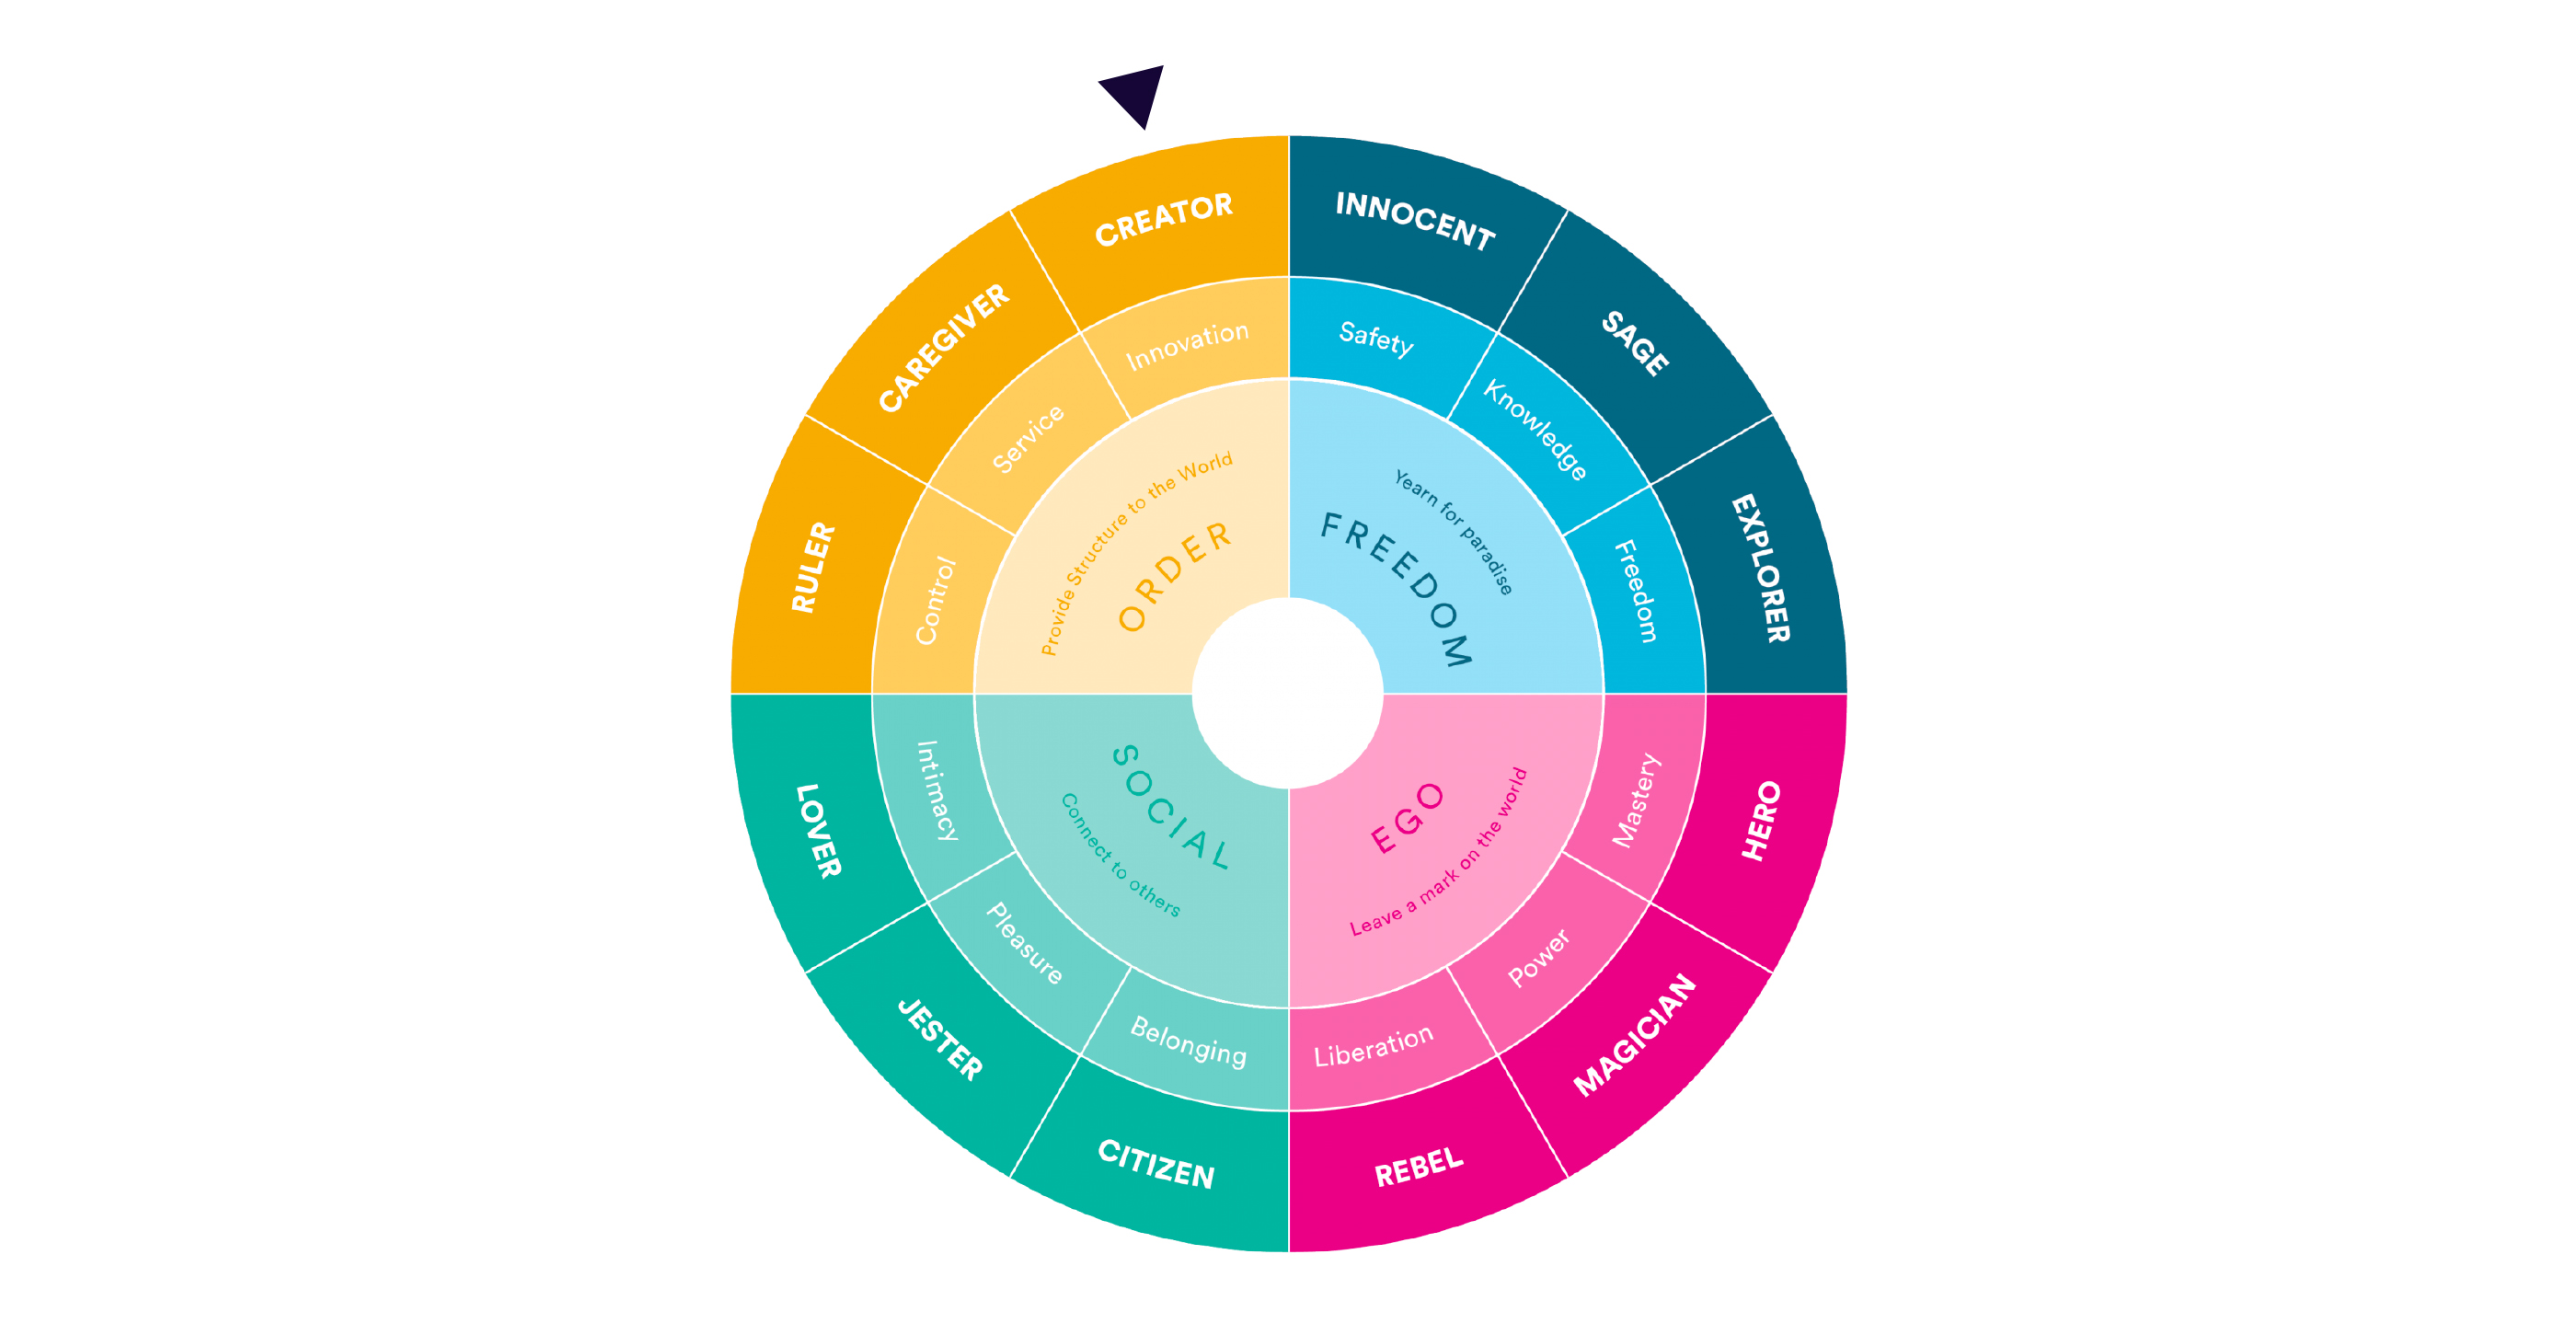 CREATOR
INNOCENT
SAGE
EXPLORER
HERO
MAGICIAN
REBEL
CITIZEN
JESTER
LOVER
RULER
CAREGIVER
Innovation
Safety
Knowledge
Freedom
Mastery
Power
Liberation
Belonging
Pleasure
Intimacy
Control
Service
Provide Structure to the World
ORDER
Yearn for paradise
FREEDOM
EGO
Leave a mark on the world
SOCIAL
Connect to others